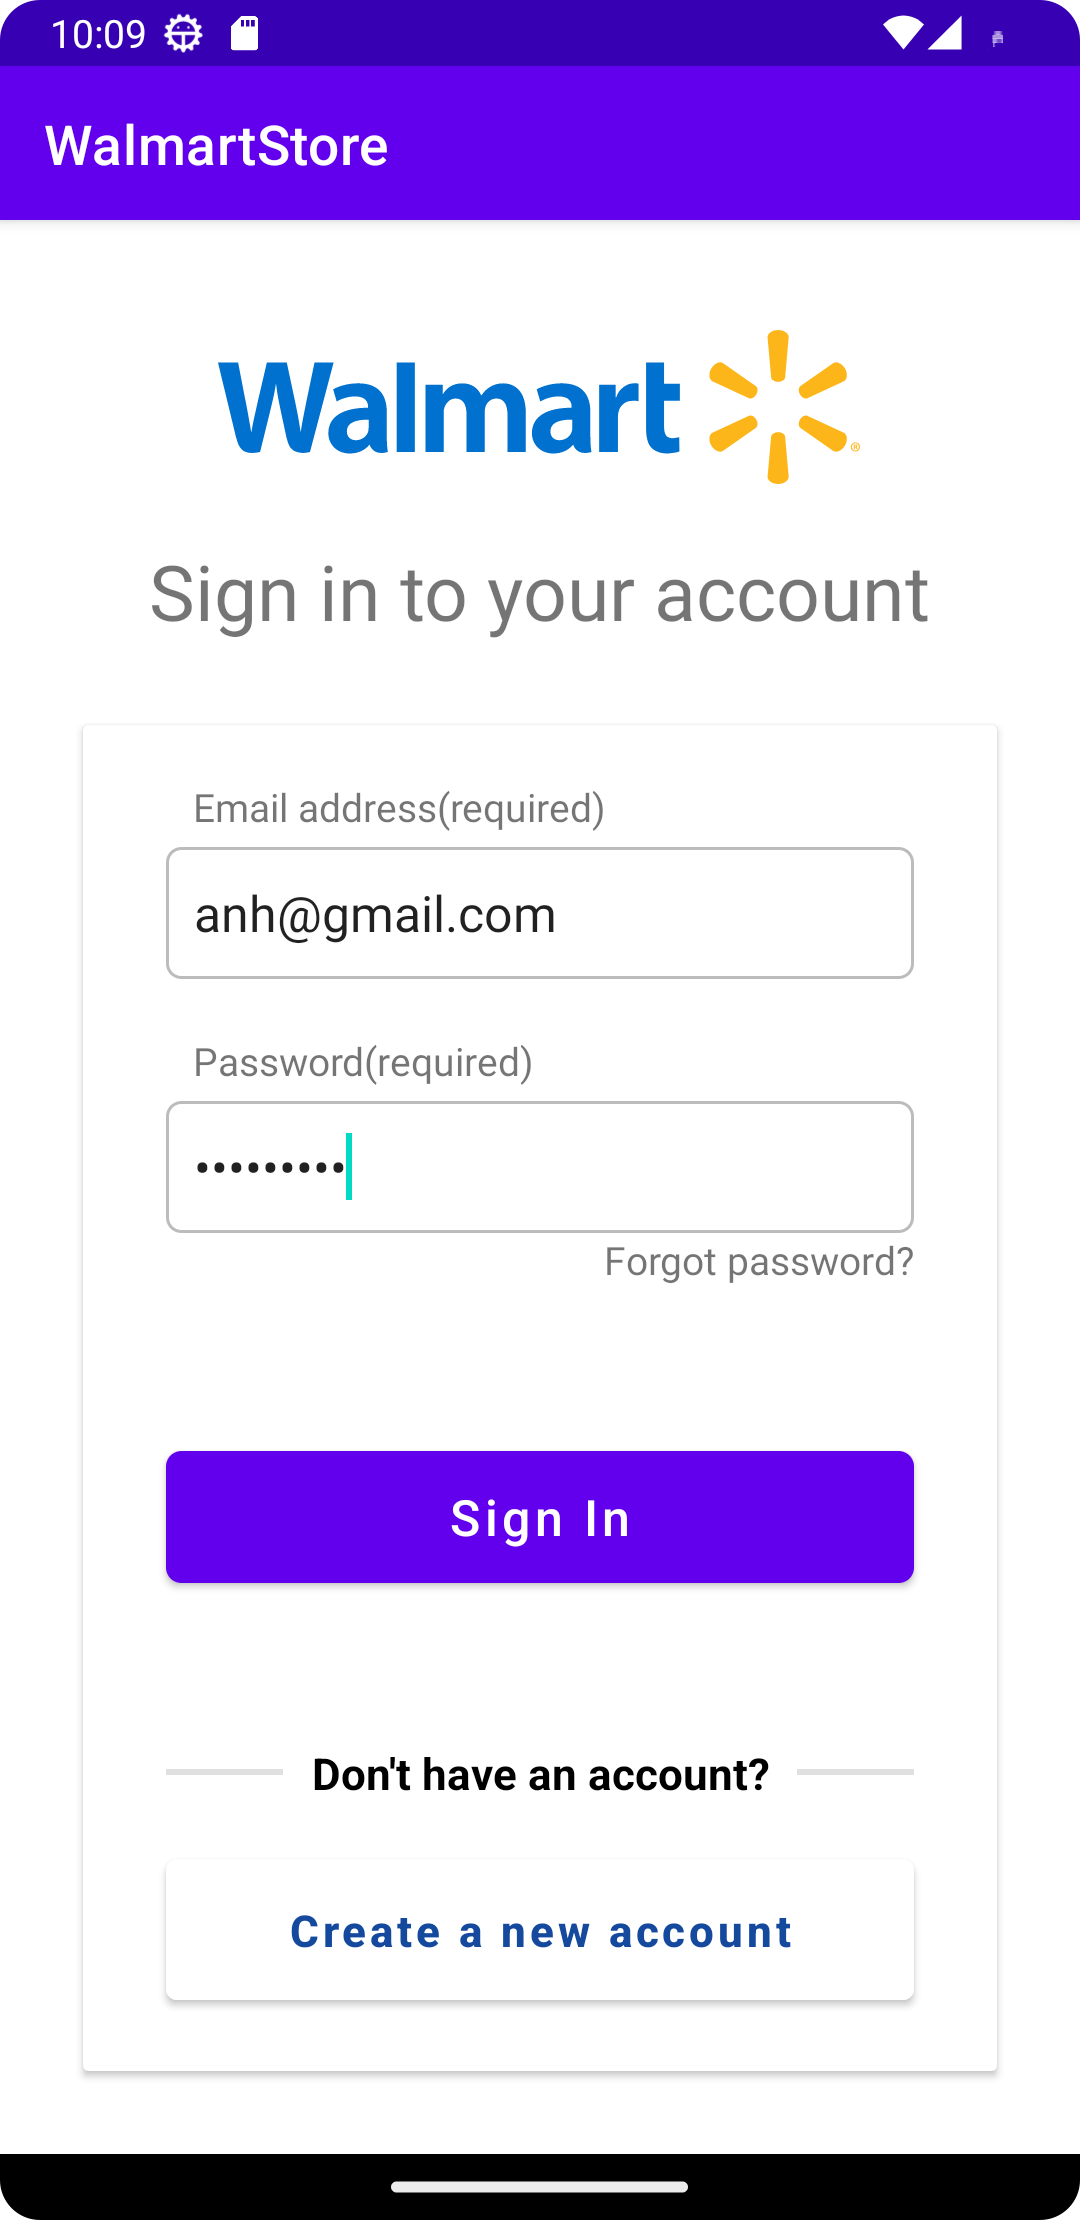 10:09
WalmartStore
Walmart ®
Sign in to your account
Email address(required)
anh@gmail.com
Password(required)
•••••••••
Forgot password?
Sign In
Don't have an account?
Create a new account